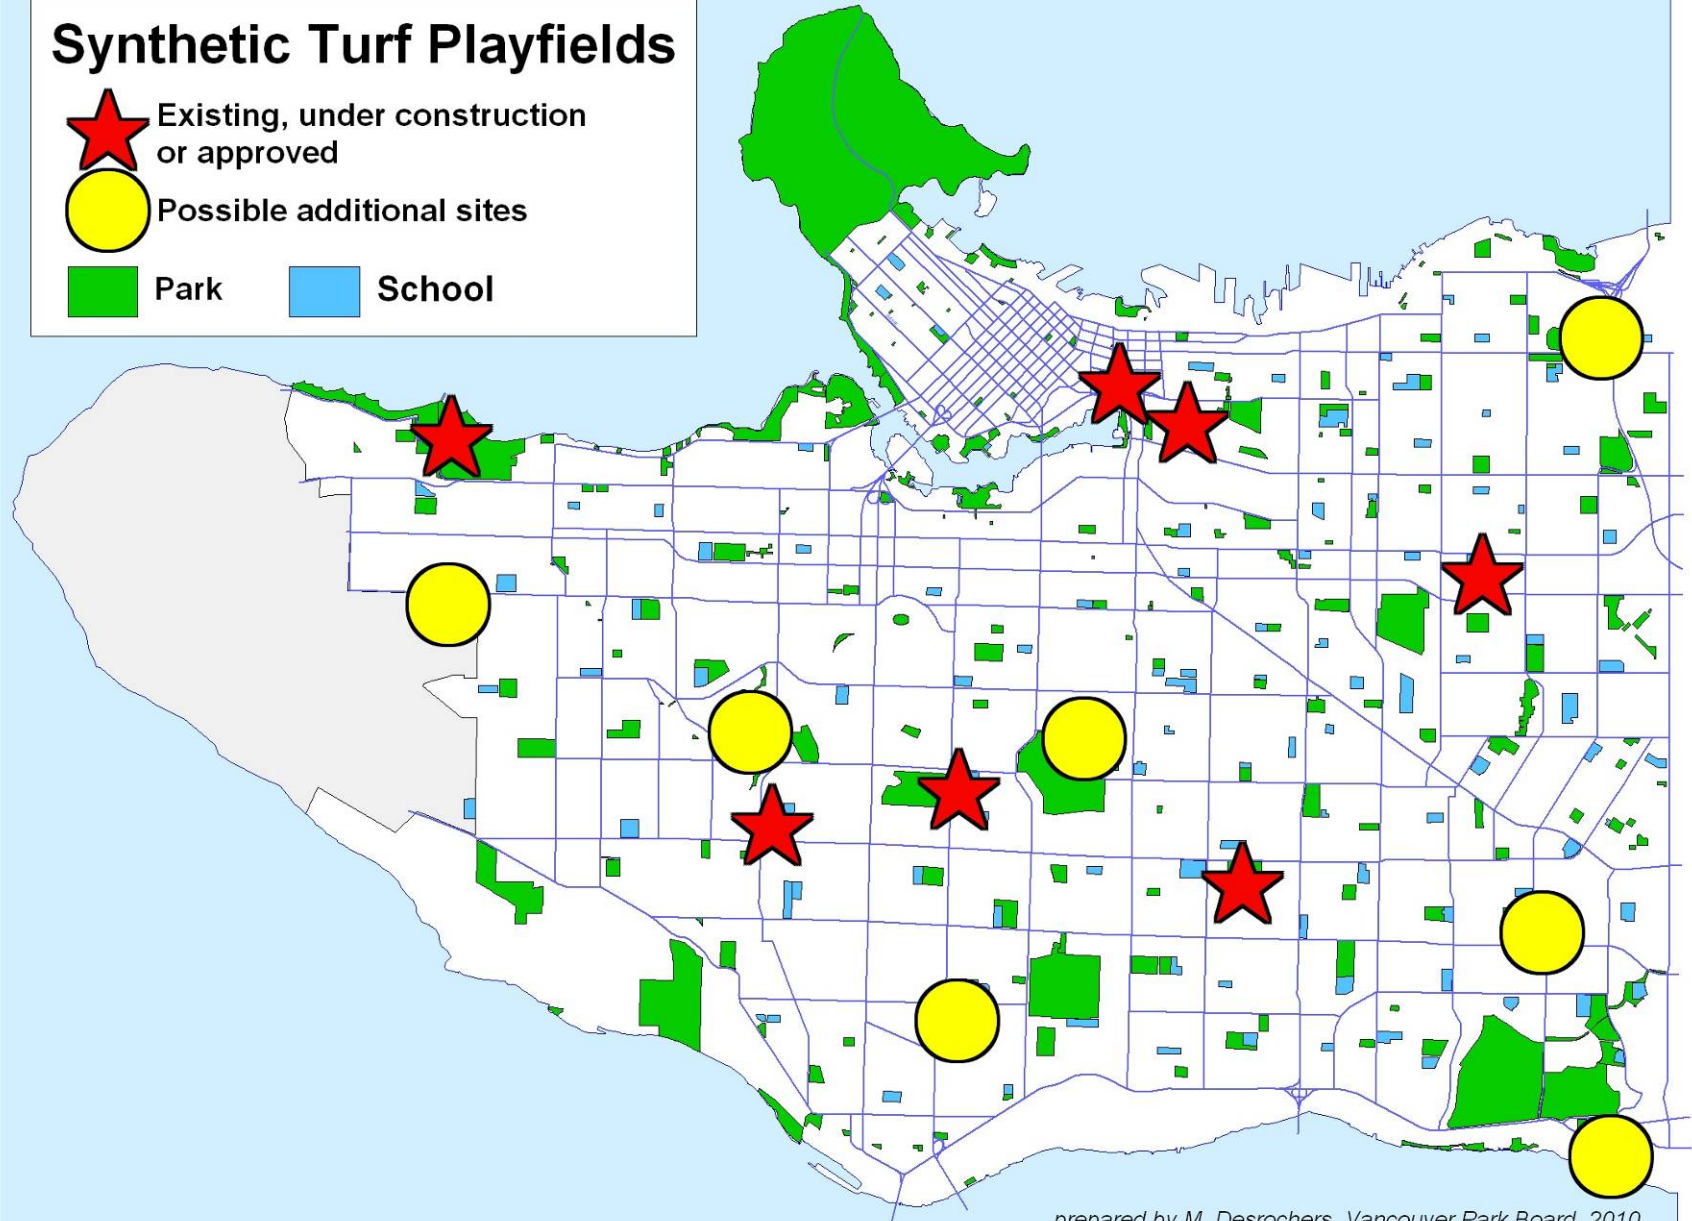 Synthetic Turf Playfields
Existing, under construction
or approved
Possible additional sites
Park
School
prepared by M. Desrochers, Vancouver Park Board, 2010